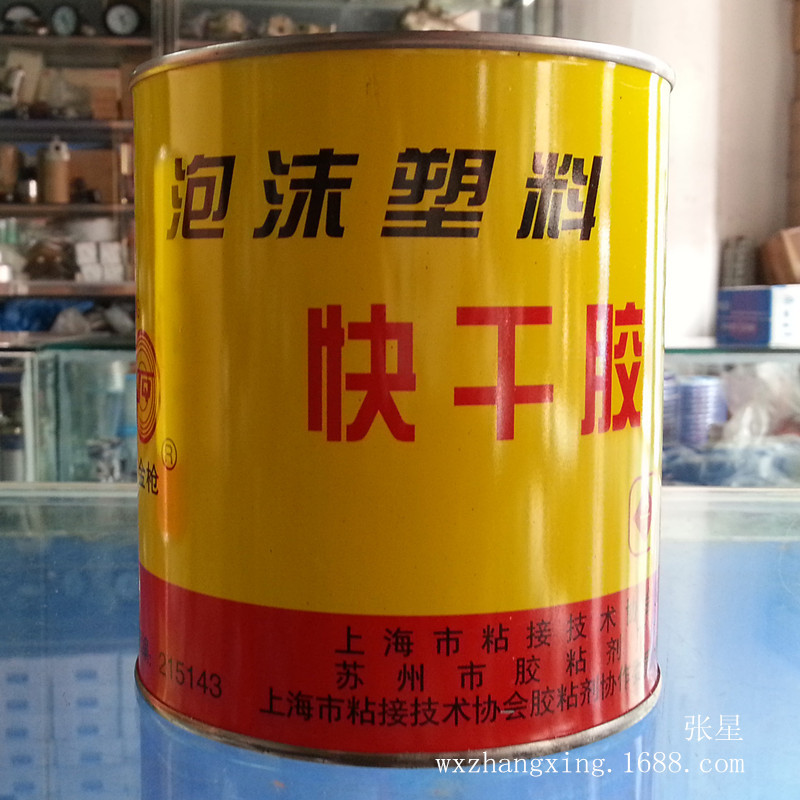 泡沫塑料
快干胶
®
金枪
上海市粘接技术
苏州市胶粘剂
215143
上海市粘接技术协会胶粘剂协作
张星
wxzhangxing.1688.com